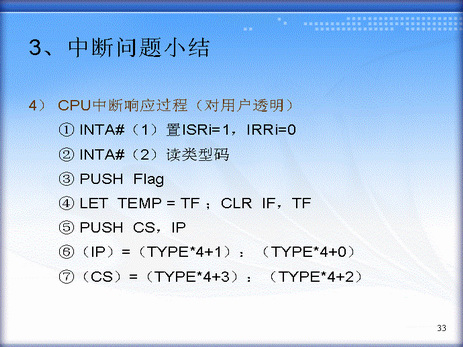 3、中断问题小结
4） CPU中断响应过程（对用户透明）
① INTA#（1）置ISRi=1，IRRi=0
② INTA#（2）读类型码
③ PUSH Flag
④ LET TEMP = TF ；CLR IF，TF
⑤ PUSH CS，IP
⑥（IP）=（TYPE*4+1）：（TYPE*4+0）
⑦（CS）=（TYPE*4+3）：（TYPE*4+2）
33